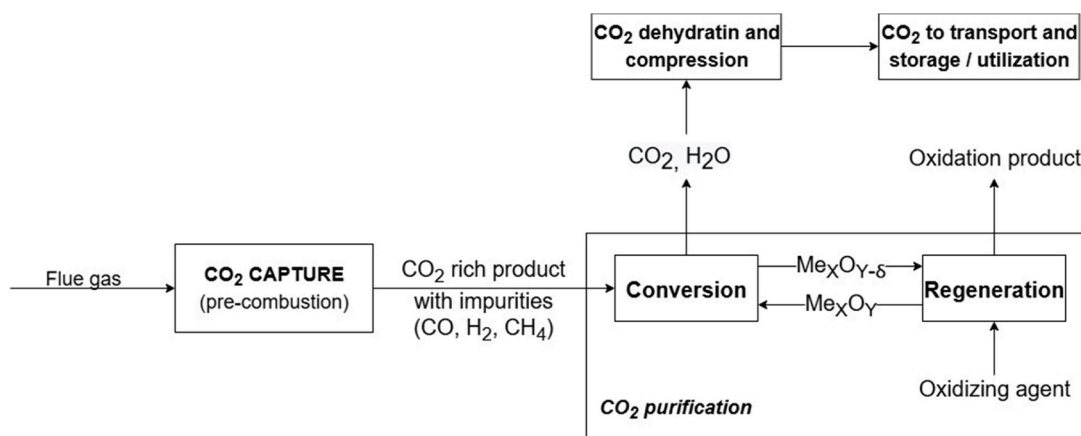 CO₂ dehydratin and
compression
CO₂ to transport and
storage / utilization
CO₂, H₂O
Oxidation product
Flue gas
CO₂ CAPTURE
(pre-combustion)
CO₂ rich product
with impurities
(CO, H₂, CH₄)
Conversion
MeXOY-δ
MeXOY
Regeneration
Oxidizing agent
CO₂ purification